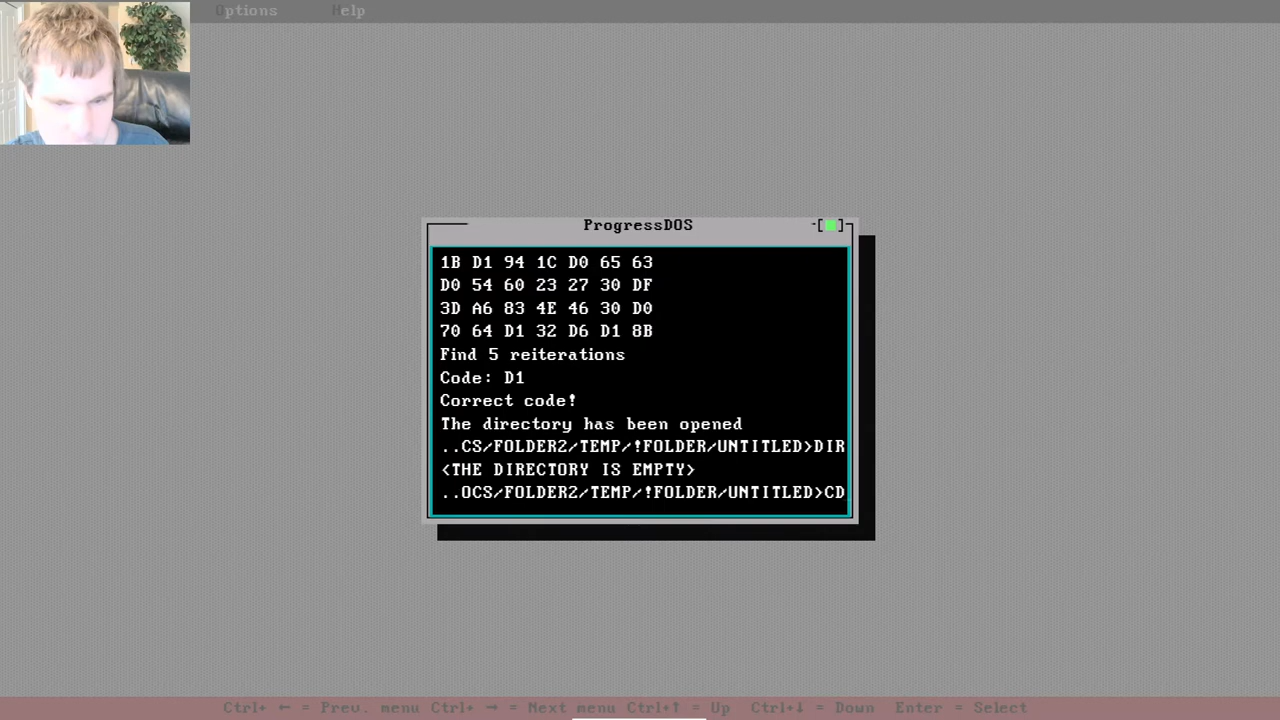 Options Help
ProgressDOS
1B D1 94 1C D0 65 63
D0 54 60 23 27 30 DF
3D A6 83 4E 46 30 D0
70 64 D1 32 D6 D1 8B
Find 5 reiterations
Code: D1
Correct code!
The directory has been opened
..CS/FOLDER2/TEMP/!FOLDER/UNTITLED>DIR
<THE DIRECTORY IS EMPTY>
..OCS/FOLDER2/TEMP/!FOLDER/UNTITLED>CD
Ctrl+ ← = Prev. menu Ctrl+ → = Next menu Ctrl+↑ = Up Ctrl+↓ = Down Enter = Select